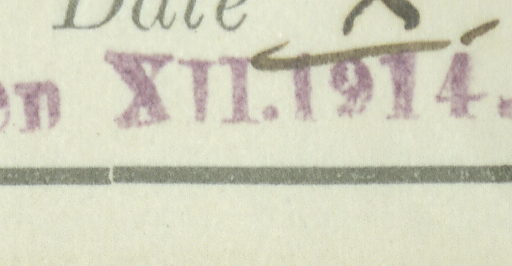 Date X
en XII.1914.